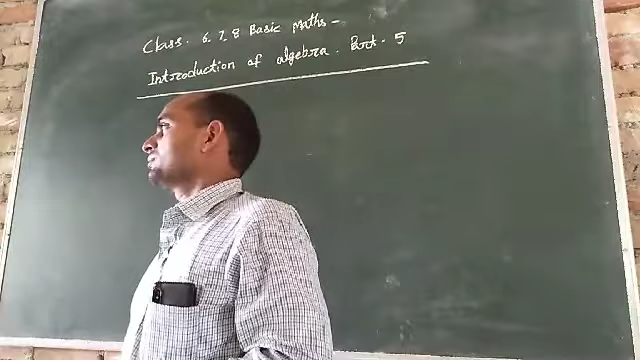 Class. 6. 7. 8 Basic Maths -
Introduction of algebra. Part. 5